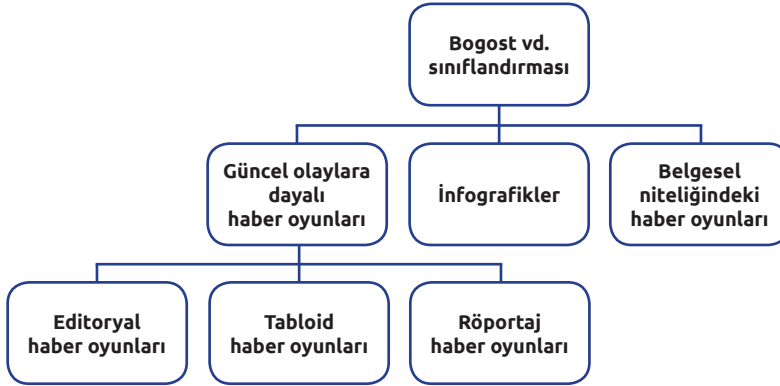 Bogost vd.
sınıflandırması
Güncel olaylara
dayalı
haber oyunları
İnfografikler
Belgesel
niteliğindeki
haber oyunları
Editoryal
haber oyunları
Tabloid
haber oyunları
Röportaj
haber oyunları